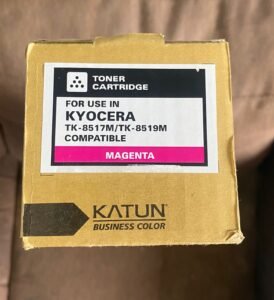 TONER
CARTRIDGE
FOR USE IN
KYOCERA
TK-8517M/TK-8519M
COMPATIBLE
MAGENTA
KATUN
BUSINESS COLOR